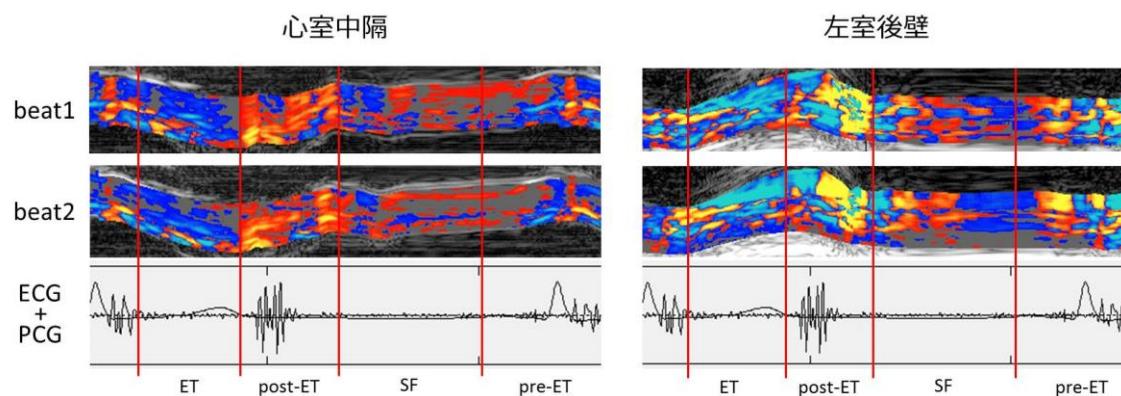 心室中隔
左室後壁
beat1
beat2
ECG
+
PCG
ET post-ET SF pre-ET
ET post-ET SF pre-ET